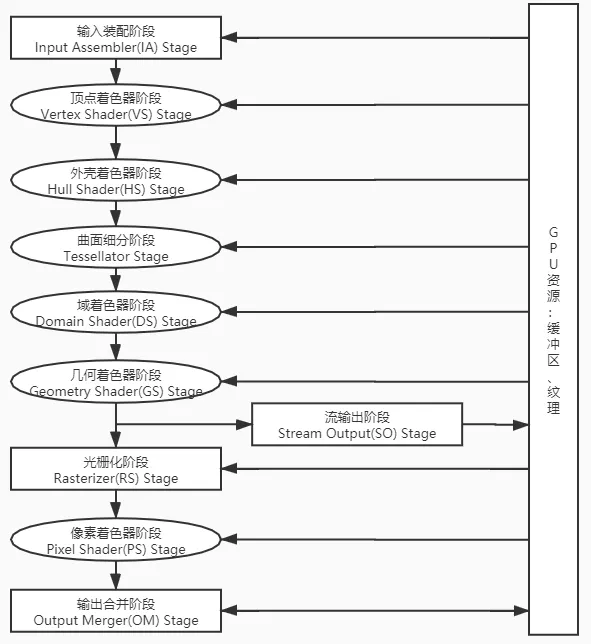 输入装配阶段
Input Assembler(IA) Stage
顶点着色器阶段
Vertex Shader(VS) Stage
外壳着色器阶段
Hull Shader(HS) Stage
曲面细分阶段
Tessellator Stage
域着色器阶段
Domain Shader(DS) Stage
几何着色器阶段
Geometry Shader(GS) Stage
流输出阶段
Stream Output(SO) Stage
光栅化阶段
Rasterizer(RS) Stage
像素着色器阶段
Pixel Shader(PS) Stage
输出合并阶段
Output Merger(OM) Stage
GPU资源:缓冲区、纹理